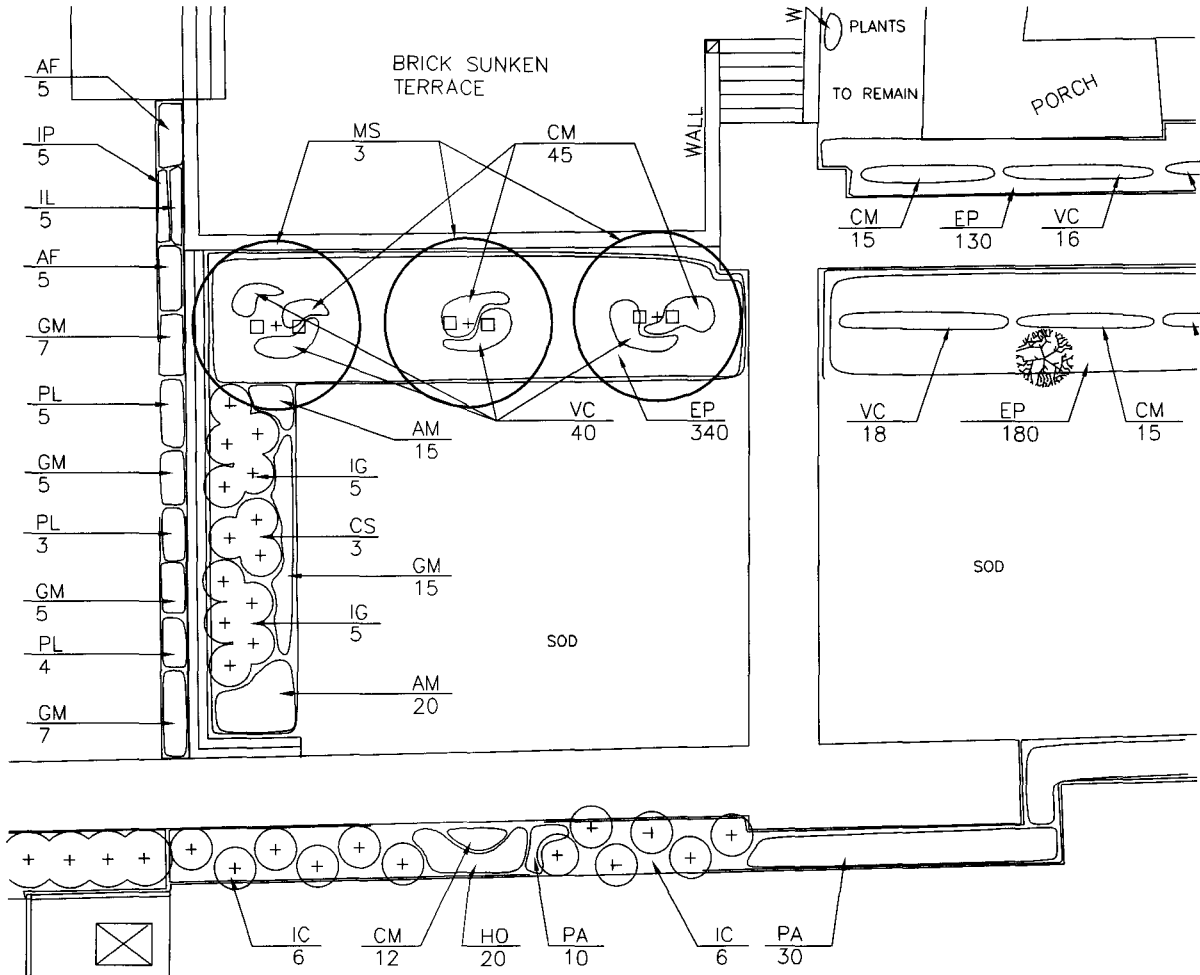 AF
5
IP
5
IL
5
AF
5
GM
7
PL
5
GM
5
PL
3
GM
5
PL
4
GM
7
BRICK SUNKEN
TERRACE
MS
3
CM
45
WALL
W
PLANTS
TO REMAIN
PORCH
CM
15
EP
130
VC
16
AM
15
VC
40
EP
340
VC
18
EP
180
CM
15
IG
5
CS
3
GM
15
IG
5
AM
20
SOD
SOD
IC
6
CM
12
HO
20
PA
10
IC
6
PA
30